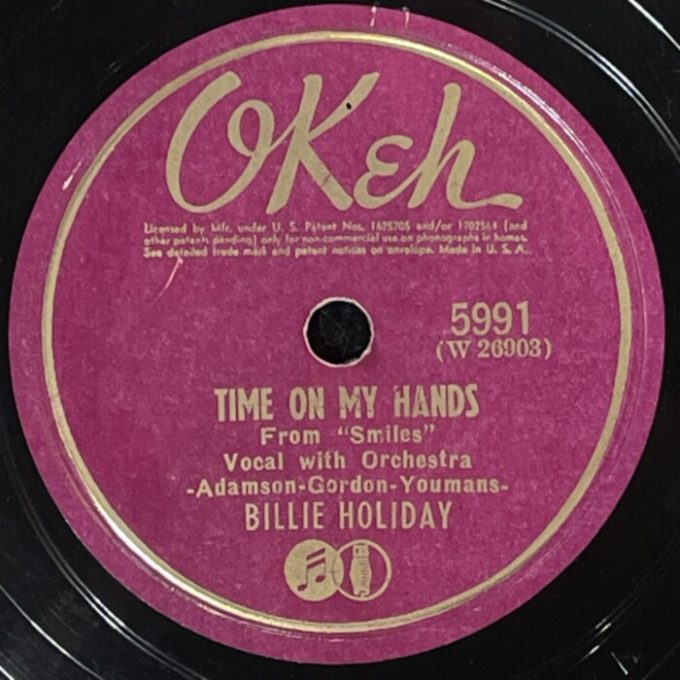 OKeh
Licensed by Mfr. under U. S. Patent Nos. 1625705 and/or 1702564 (and
other patents pending) only for non-commercial use on phonographs in homes.
See detailed trade mark and patent notices on envelope. Made in U. S. A.
5991
(W 26903)
TIME ON MY HANDS
From "Smiles"
Vocal with Orchestra
-Adamson-Gordon-Youmans-
BILLIE HOLIDAY